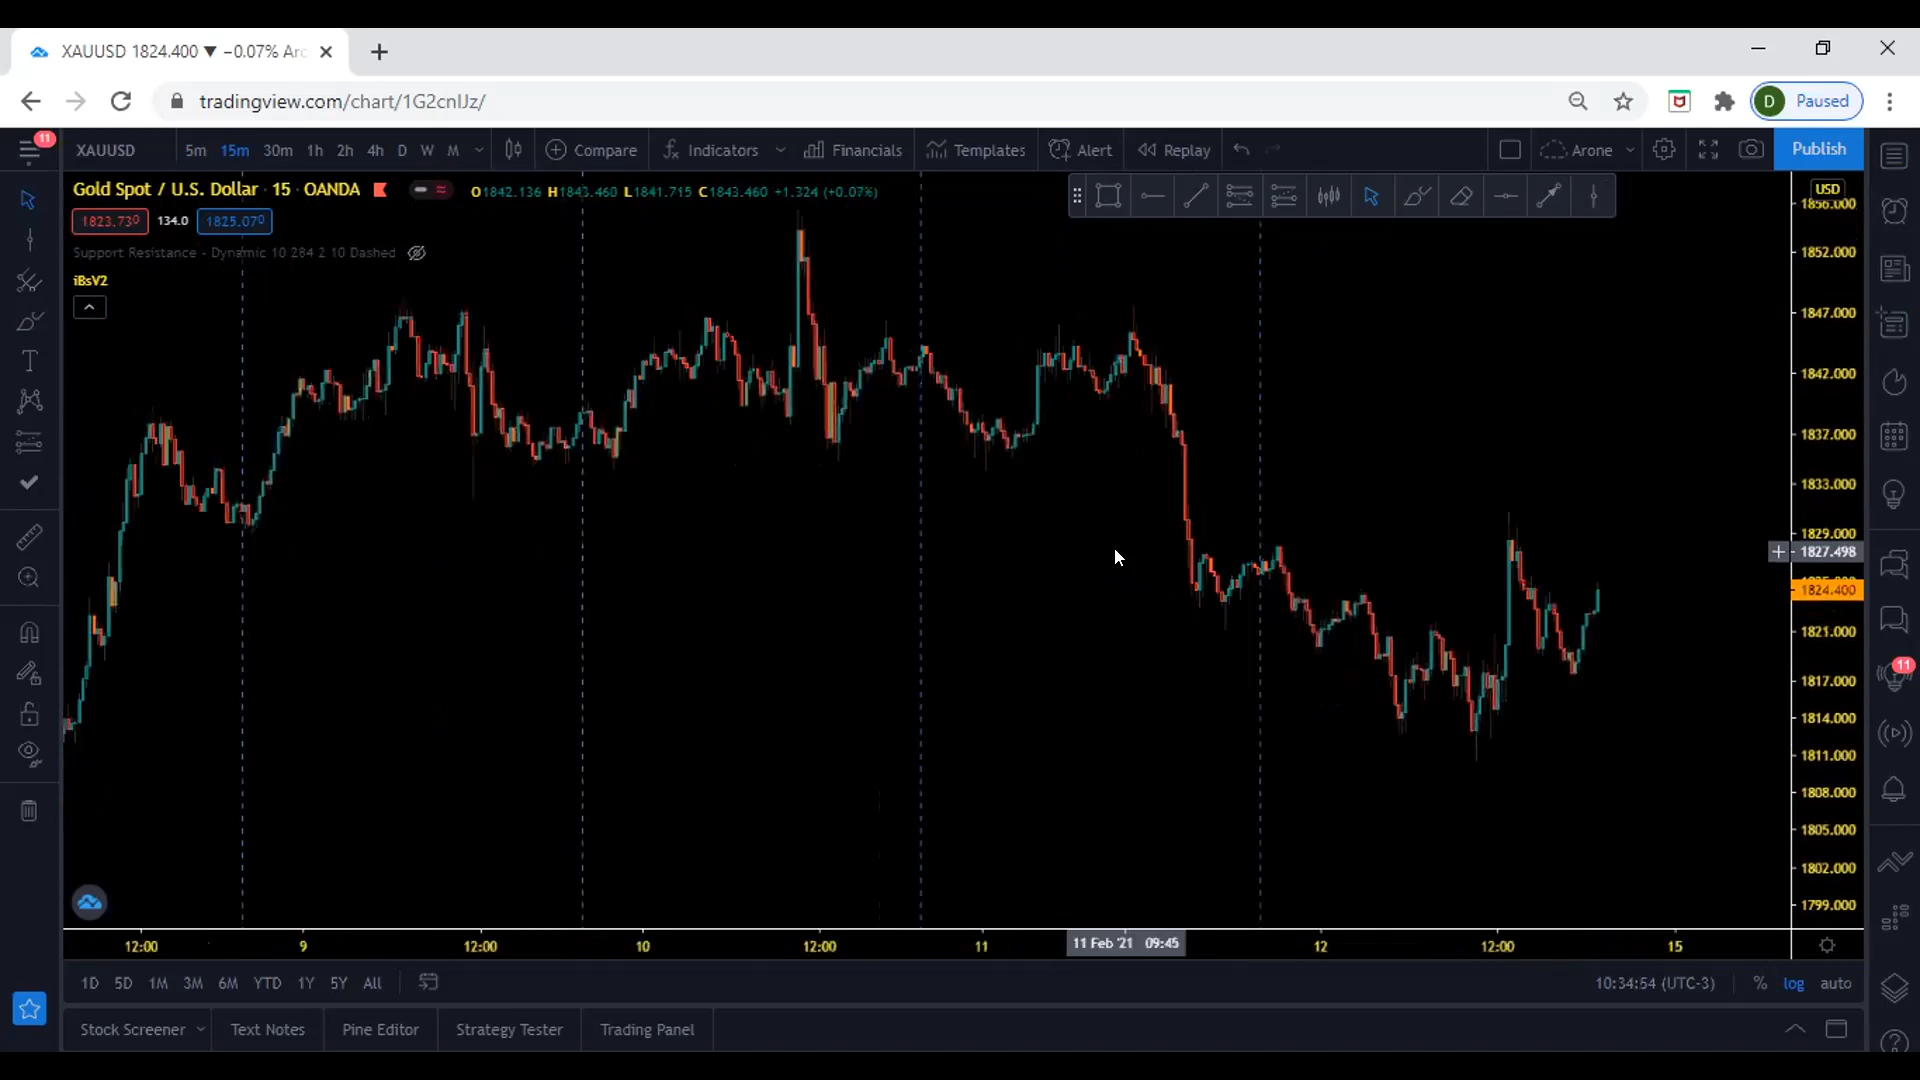 XAUUSD 1824.400 ▼ −0.07% Arc
tradingview.com/chart/1G2cnIJz/
D Paused
11
XAUUSD 5m 15m 30m 1h 2h 4h D W M Compare Indicators Financials Templates Alert Replay Arone Publish
Gold Spot / U.S. Dollar · 15 · OANDA O1842.136 H1843.460 L1841.715 C1843.460 +1.324 (+0.07%)
1823.730 134.0 1825.070
Support Resistance - Dynamic 10 284 2 10 Dashed
iBsV2
USD
1856.000
1852.000
1847.000
1842.000
1837.000
1833.000
1829.000
1827.498
1824.400
1821.000
1817.000
1814.000
1811.000
1808.000
1805.000
1802.000
1799.000
11
12:00 9 12:00 10 12:00 11 11 Feb '21 09:45 12 12:00 15
1D 5D 1M 3M 6M YTD 1Y 5Y All 10:34:54 (UTC-3) % log auto
Stock Screener Text Notes Pine Editor Strategy Tester Trading Panel